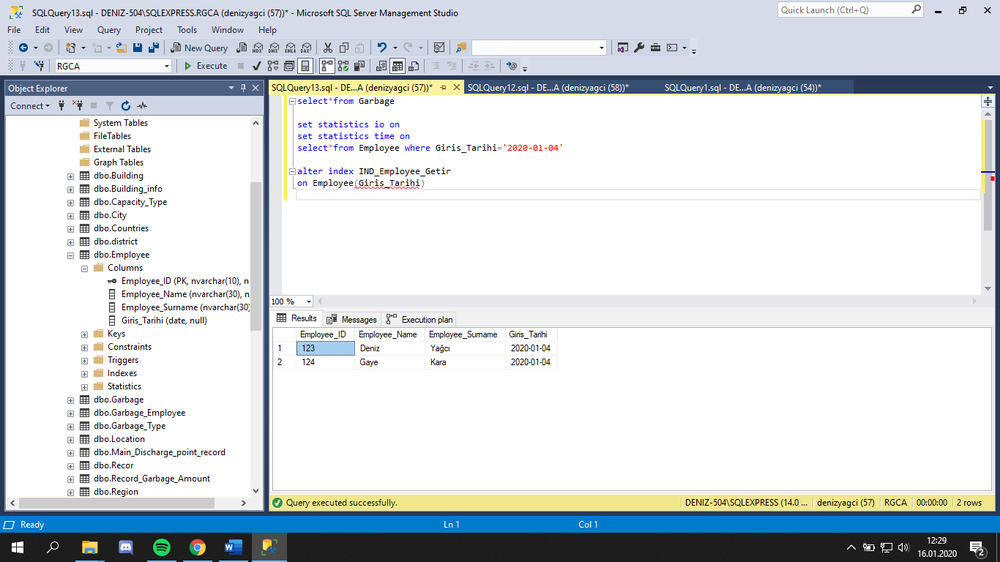 SQLQuery13.sql - DENIZ-504\SQLEXPRESS.RGCA (denizyagci (57))* - Microsoft SQL Server Management Studio
Quick Launch (Ctrl+Q)
File Edit View Query Project Tools Window Help
New Query MDX DMX XMLA DAX
RGCA Execute
Object Explorer
SQLQuery13.sql - DE...A (denizyagci (57))* SQLQuery12.sql - DE...A (denizyagci (58))* SQLQuery1.sql - DE...A (denizyagci (54))*
Connect
System Tables
FileTables
External Tables
Graph Tables
dbo.Building
dbo.Building_info
dbo.Capacity_Type
dbo.City
dbo.Countries
dbo.district
dbo.Employee
Columns
Employee_ID (PK, nvarchar(10), n
Employee_Name (nvarchar(30), n
Employee_Surname (nvarchar(30)
Giris_Tarihi (date, null)
Keys
Constraints
Triggers
Indexes
Statistics
dbo.Garbage
dbo.Garbage_Employee
dbo.Garbage_Type
dbo.Location
dbo.Main_Discharge_point_record
dbo.Recor
dbo.Record_Garbage_Amount
dbo.Region
select*from Garbage
set statistics io on
set statistics time on
select*from Employee where Giris_Tarihi='2020-01-04'
alter index IND_Employee_Getir
on Employee(Giris_Tarihi)
100 %
Results Messages Execution plan
Employee_ID Employee_Name Employee_Surname Giris_Tarihi
1 123 Deniz Yağcı 2020-01-04
2 124 Gaye Kara 2020-01-04
Query executed successfully. DENIZ-504\SQLEXPRESS (14.0 ... denizyagci (57) RGCA 00:00:00 2 rows
Ready Ln 1 Col 1
12:29
16.01.2020
2